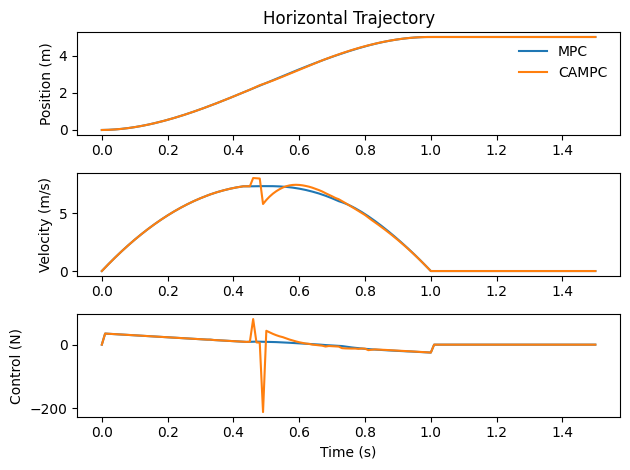 Horizontal Trajectory
Position (m)
4
2
0
MPC
CAMPC
0.0 0.2 0.4 0.6 0.8 1.0 1.2 1.4
Velocity (m/s)
5
0
0.0 0.2 0.4 0.6 0.8 1.0 1.2 1.4
Control (N)
0
−200
0.0 0.2 0.4 0.6 0.8 1.0 1.2 1.4
Time (s)